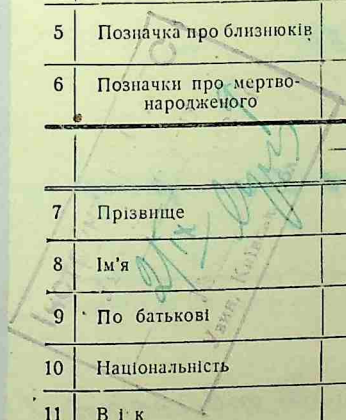 5 Позначка про близнюків
6 Позначки про мертво-
народженого
7 Прізвище
8 Ім'я
9 По батькові
10 Національність
11 Вік